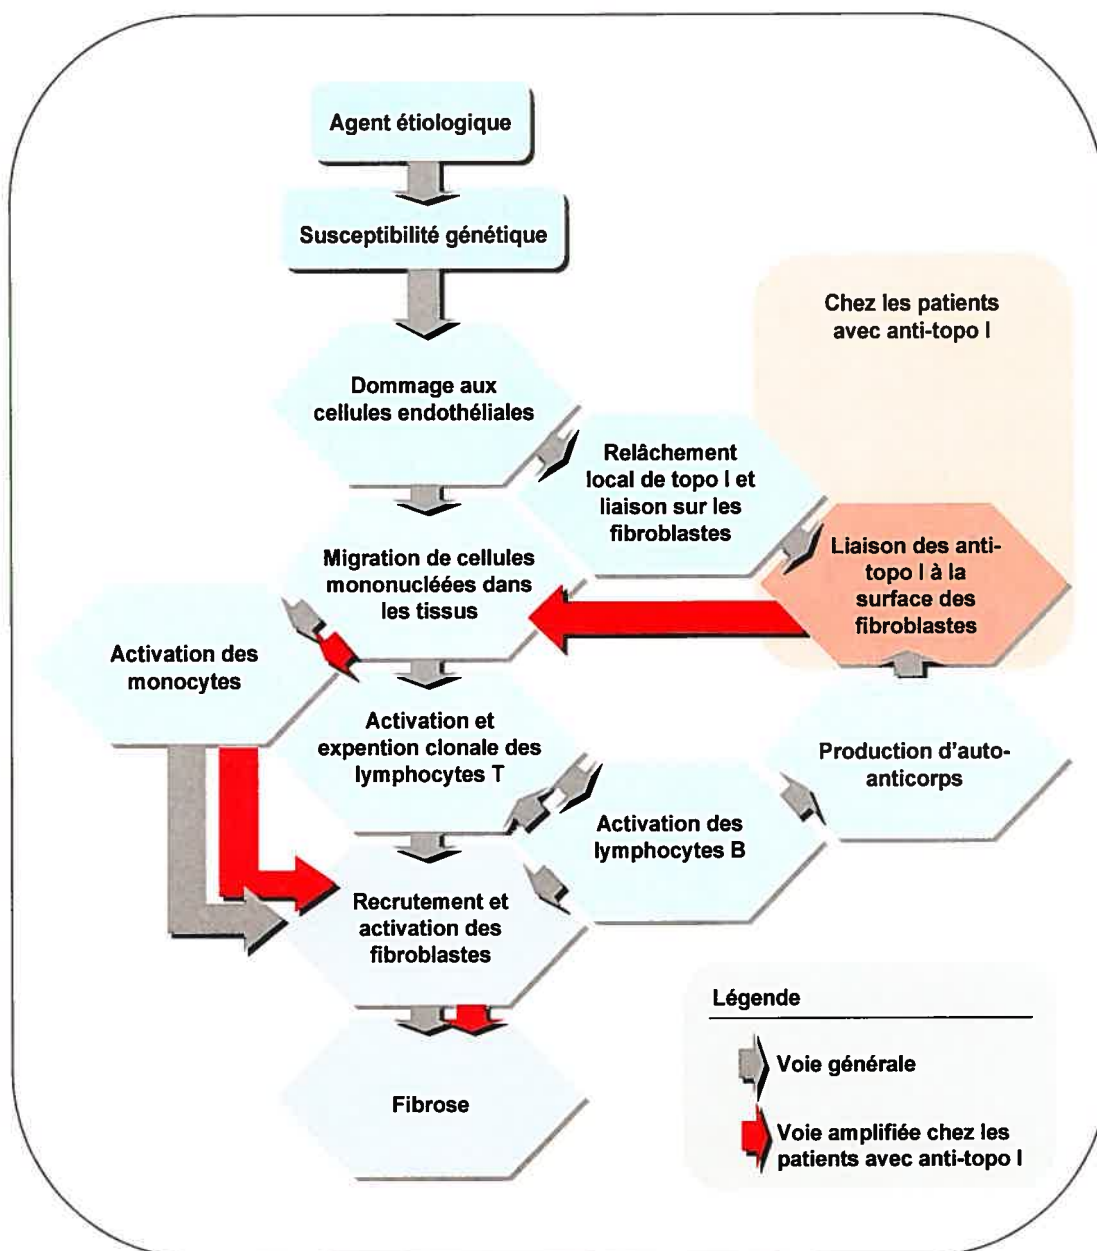 Agent étiologique
Susceptibilité génétique
Chez les patients
avec anti-topo I
Dommage aux
cellules endothéliales
Relâchement
local de topo I et
liaison sur les
fibroblastes
Liaison des anti-
topo I à la
surface des
fibroblastes
Migration de cellules
mononucléées dans
les tissus
Activation des
monocytes
Activation et
expention clonale des
lymphocytes T
Production d'auto-
anticorps
Activation des
lymphocytes B
Recrutement et
activation des
fibroblastes
Fibrose
Légende
Voie générale
Voie amplifiée chez les
patients avec anti-topo I